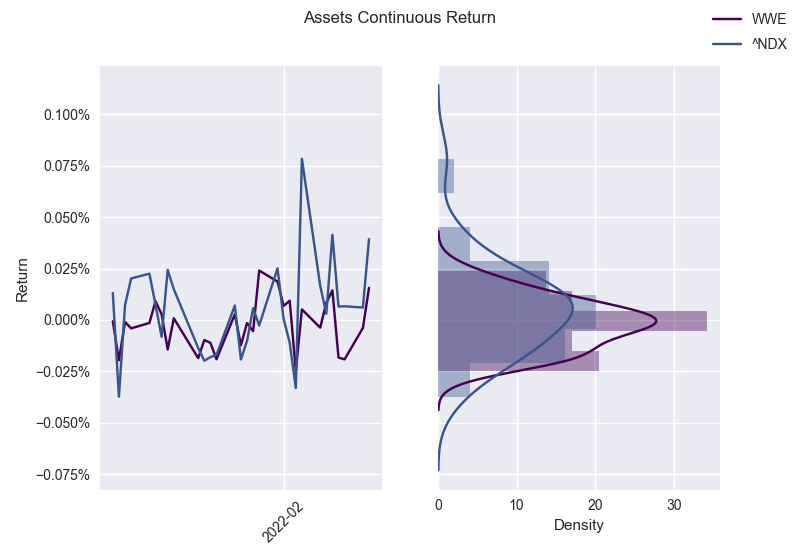 Assets Continuous Return
WWE
^NDX
0.100%
0.075%
0.050%
0.025%
0.000%
−0.025%
−0.050%
−0.075%
Return
2022-02
0
10
20
30
Density